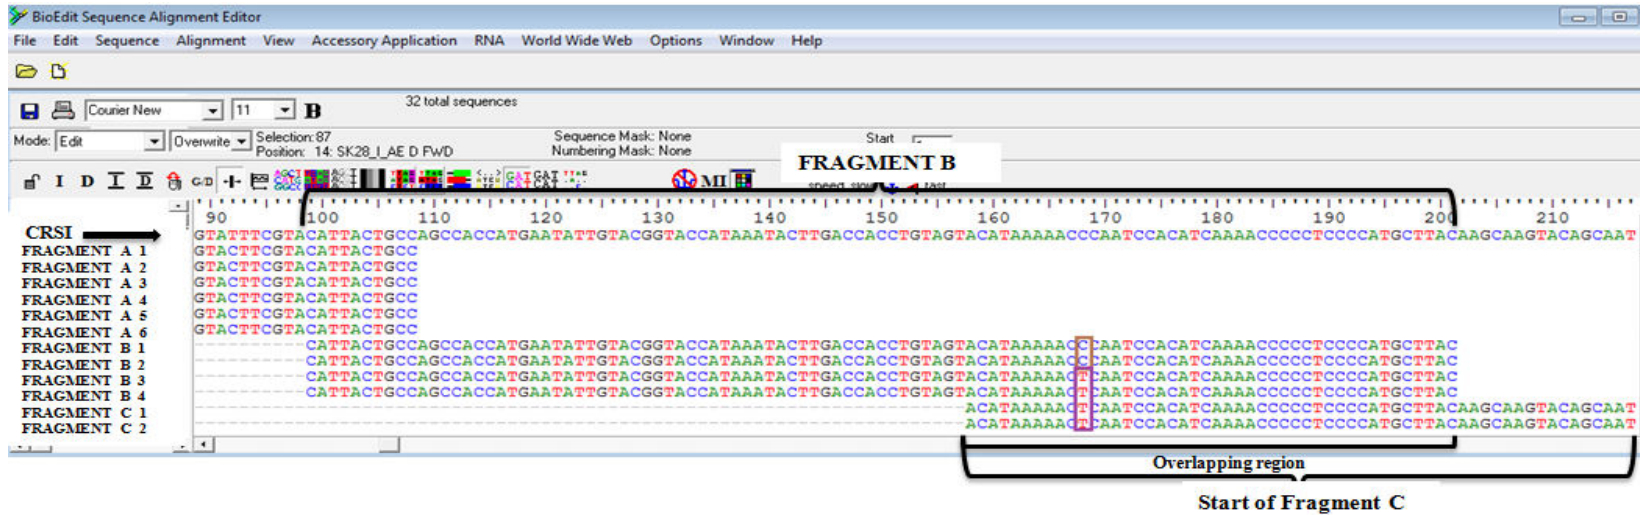 BioEdit Sequence Alignment Editor
File Edit Sequence Alignment View Accessory Application RNA World Wide Web Options Window Help
Courier New 11 B 32 total sequences
Mode: Edit Overwrite Selection: 87 Sequence Mask: None Start
Position: 14: SK28_I_AE D FWD Numbering Mask: None
FRAGMENT B
I D I D G/D MI
90 100 110 120 130 140 150 160 170 180 190 200 210
CRSI GTATTTCGTACATTACTGCCAGCCACCATGAATATTGTACGGTACCATAAATACTTGACCACCTGTAGTACATAAAAACCCAATCCACATCAAAACCCCCTCCCCATGCTTACAAGCAAGTACAGCAAT
FRAGMENT A 1 GTACTTCGTACATTACTGCC
FRAGMENT A 2 GTACTTCGTACATTACTGCC
FRAGMENT A 3 GTACTTCGTACATTACTGCC
FRAGMENT A 4 GTACTTCGTACATTACTGCC
FRAGMENT A 5 GTACTTCGTACATTACTGCC
FRAGMENT A 6 GTACTTCGTACATTACTGCC
FRAGMENT B 1 CATTACTGCCAGCCACCATGAATATTGTACGGTACCATAAATACTTGACCACCTGTAGTACATAAAAACCCAATCCACATCAAAACCCCCTCCCCATGCTTAC
FRAGMENT B 2 CATTACTGCCAGCCACCATGAATATTGTACGGTACCATAAATACTTGACCACCTGTAGTACATAAAAACCCAATCCACATCAAAACCCCCTCCCCATGCTTAC
FRAGMENT B 3 CATTACTGCCAGCCACCATGAATATTGTACGGTACCATAAATACTTGACCACCTGTAGTACATAAAAACTCAATCCACATCAAAACCCCCTCCCCATGCTTAC
FRAGMENT B 4 CATTACTGCCAGCCACCATGAATATTGTACGGTACCATAAATACTTGACCACCTGTAGTACATAAAAACTCAATCCACATCAAAACCCCCTCCCCATGCTTAC
FRAGMENT C 1 ACATAAAAACTCAATCCACATCAAAACCCCCTCCCCATGCTTACAAGCAAGTACAGCAAT
FRAGMENT C 2 ACATAAAAACTCAATCCACATCAAAACCCCCTCCCCATGCTTACAAGCAAGTACAGCAAT
Overlapping region
Start of Fragment C